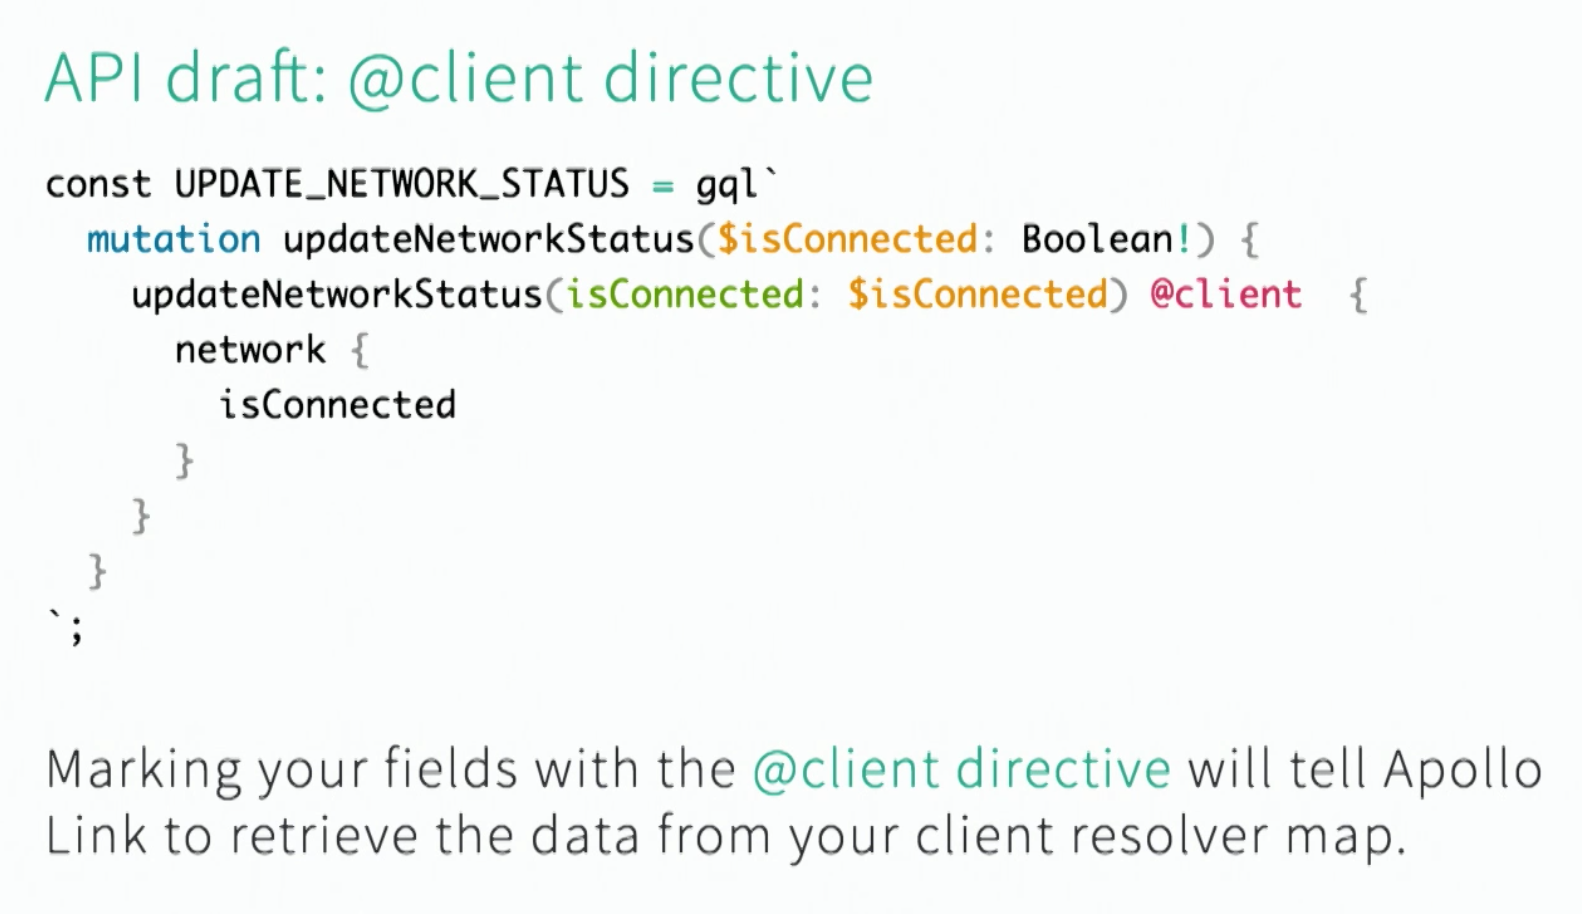 API draft: @client directive
const UPDATE_NETWORK_STATUS = gql`
  mutation updateNetworkStatus($isConnected: Boolean!) {
    updateNetworkStatus(isConnected: $isConnected) @client  {
      network {
        isConnected
      }
    }
  }
`;
Marking your fields with the @client directive will tell Apollo
Link to retrieve the data from your client resolver map.